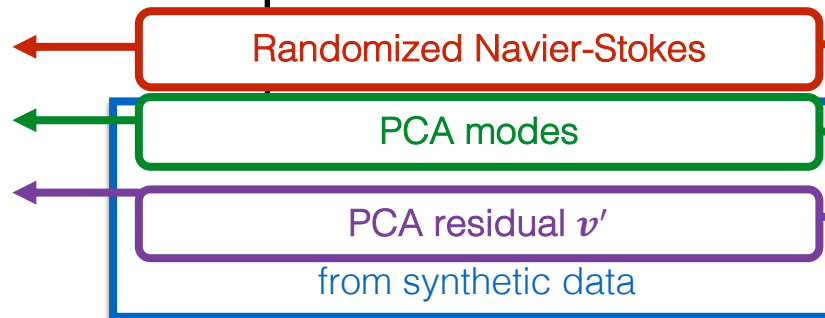 Randomized Navier-Stokes
PCA modes
PCA residual 𝒗′
from synthetic data